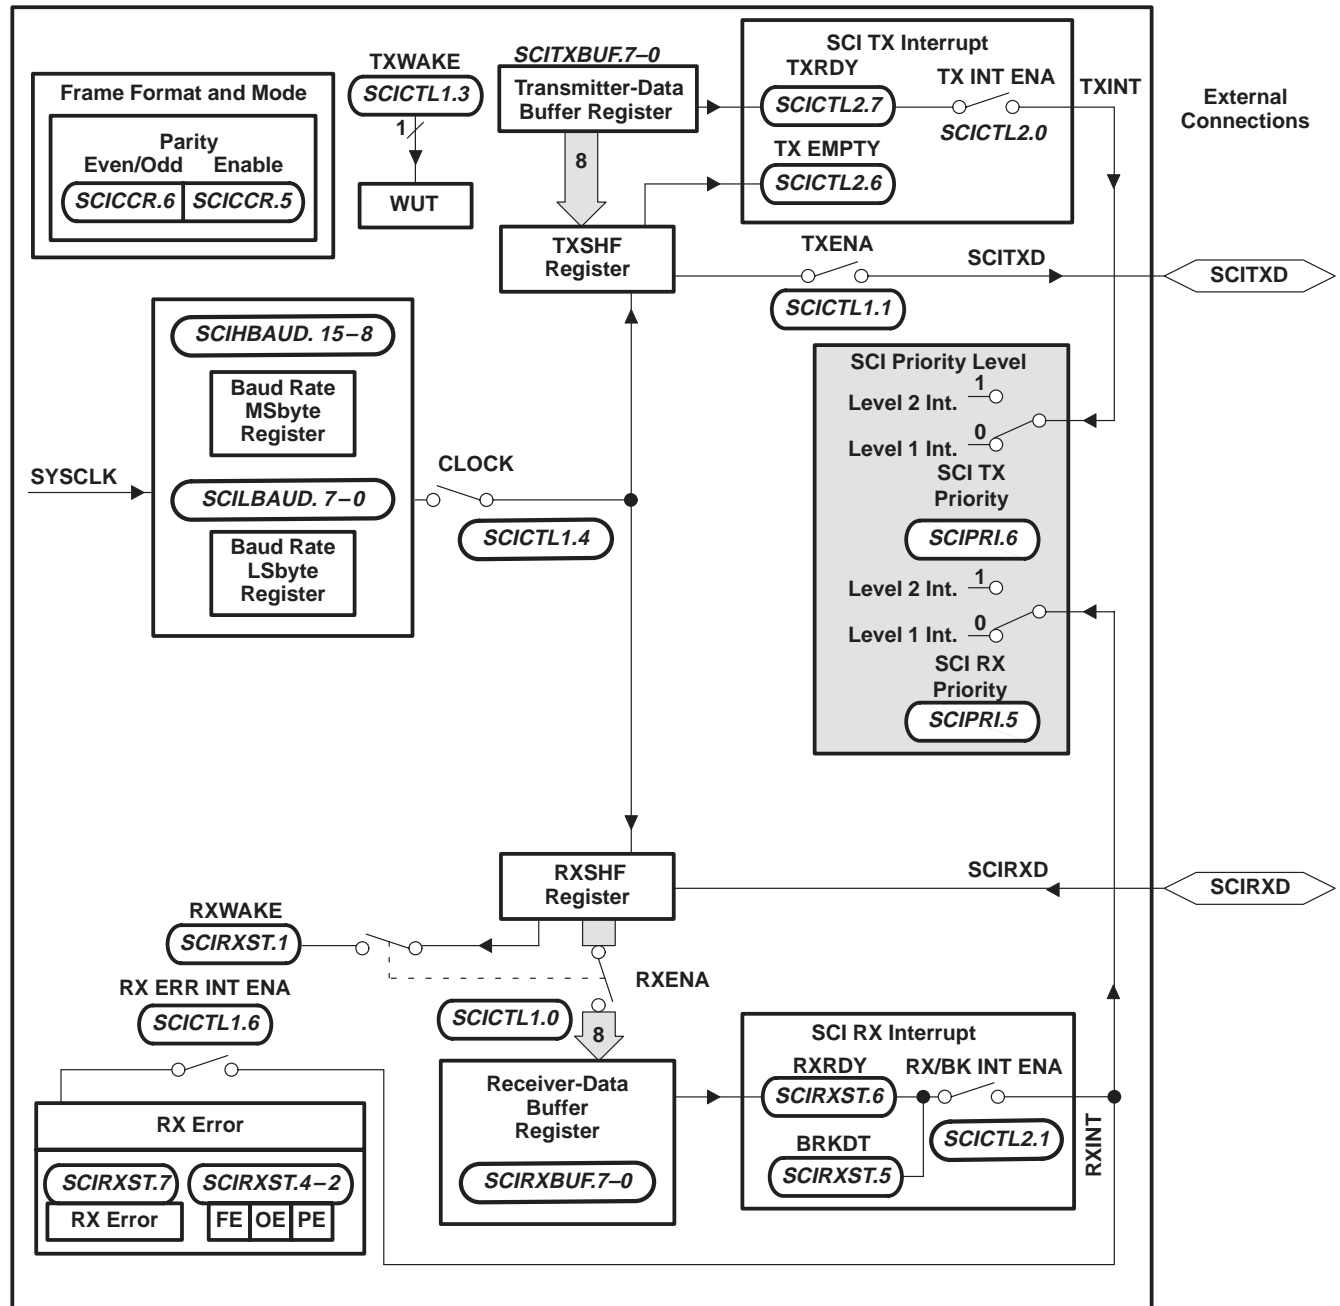 Frame Format and Mode
Parity
Even/Odd Enable
SCICCR.6 SCICCR.5
TXWAKE
SCICTL1.3
1
WUT
SCITXBUF.7–0
Transmitter-Data
Buffer Register
8
TXSHF
Register
SCI TX Interrupt
TXRDY
SCICTL2.7
TX INT ENA
SCICTL2.0
TX EMPTY
SCICTL2.6
TXINT
External
Connections
TXENA
SCICTL1.1
SCITXD
SCITXD
SCIHBAUD. 15–8
Baud Rate
MSbyte
Register
SYSCLK
SCILBAUD. 7–0
Baud Rate
LSbyte
Register
CLOCK
SCICTL1.4
SCI Priority Level
1
Level 2 Int.
0
Level 1 Int.
SCI TX
Priority
SCIPRI.6
1
Level 2 Int.
0
Level 1 Int.
SCI RX
Priority
SCIPRI.5
RXSHF
Register
SCIRXD
SCIRXD
RXWAKE
SCIRXST.1
RXENA
SCICTL1.0
8
RX ERR INT ENA
SCICTL1.6
RX Error
SCIRXST.7 SCIRXST.4–2
RX Error FE OE PE
Receiver-Data
Buffer
Register
SCIRXBUF.7–0
SCI RX Interrupt
RXRDY
SCIRXST.6
RX/BK INT ENA
SCICTL2.1
BRKDT
SCIRXST.5
RXINT